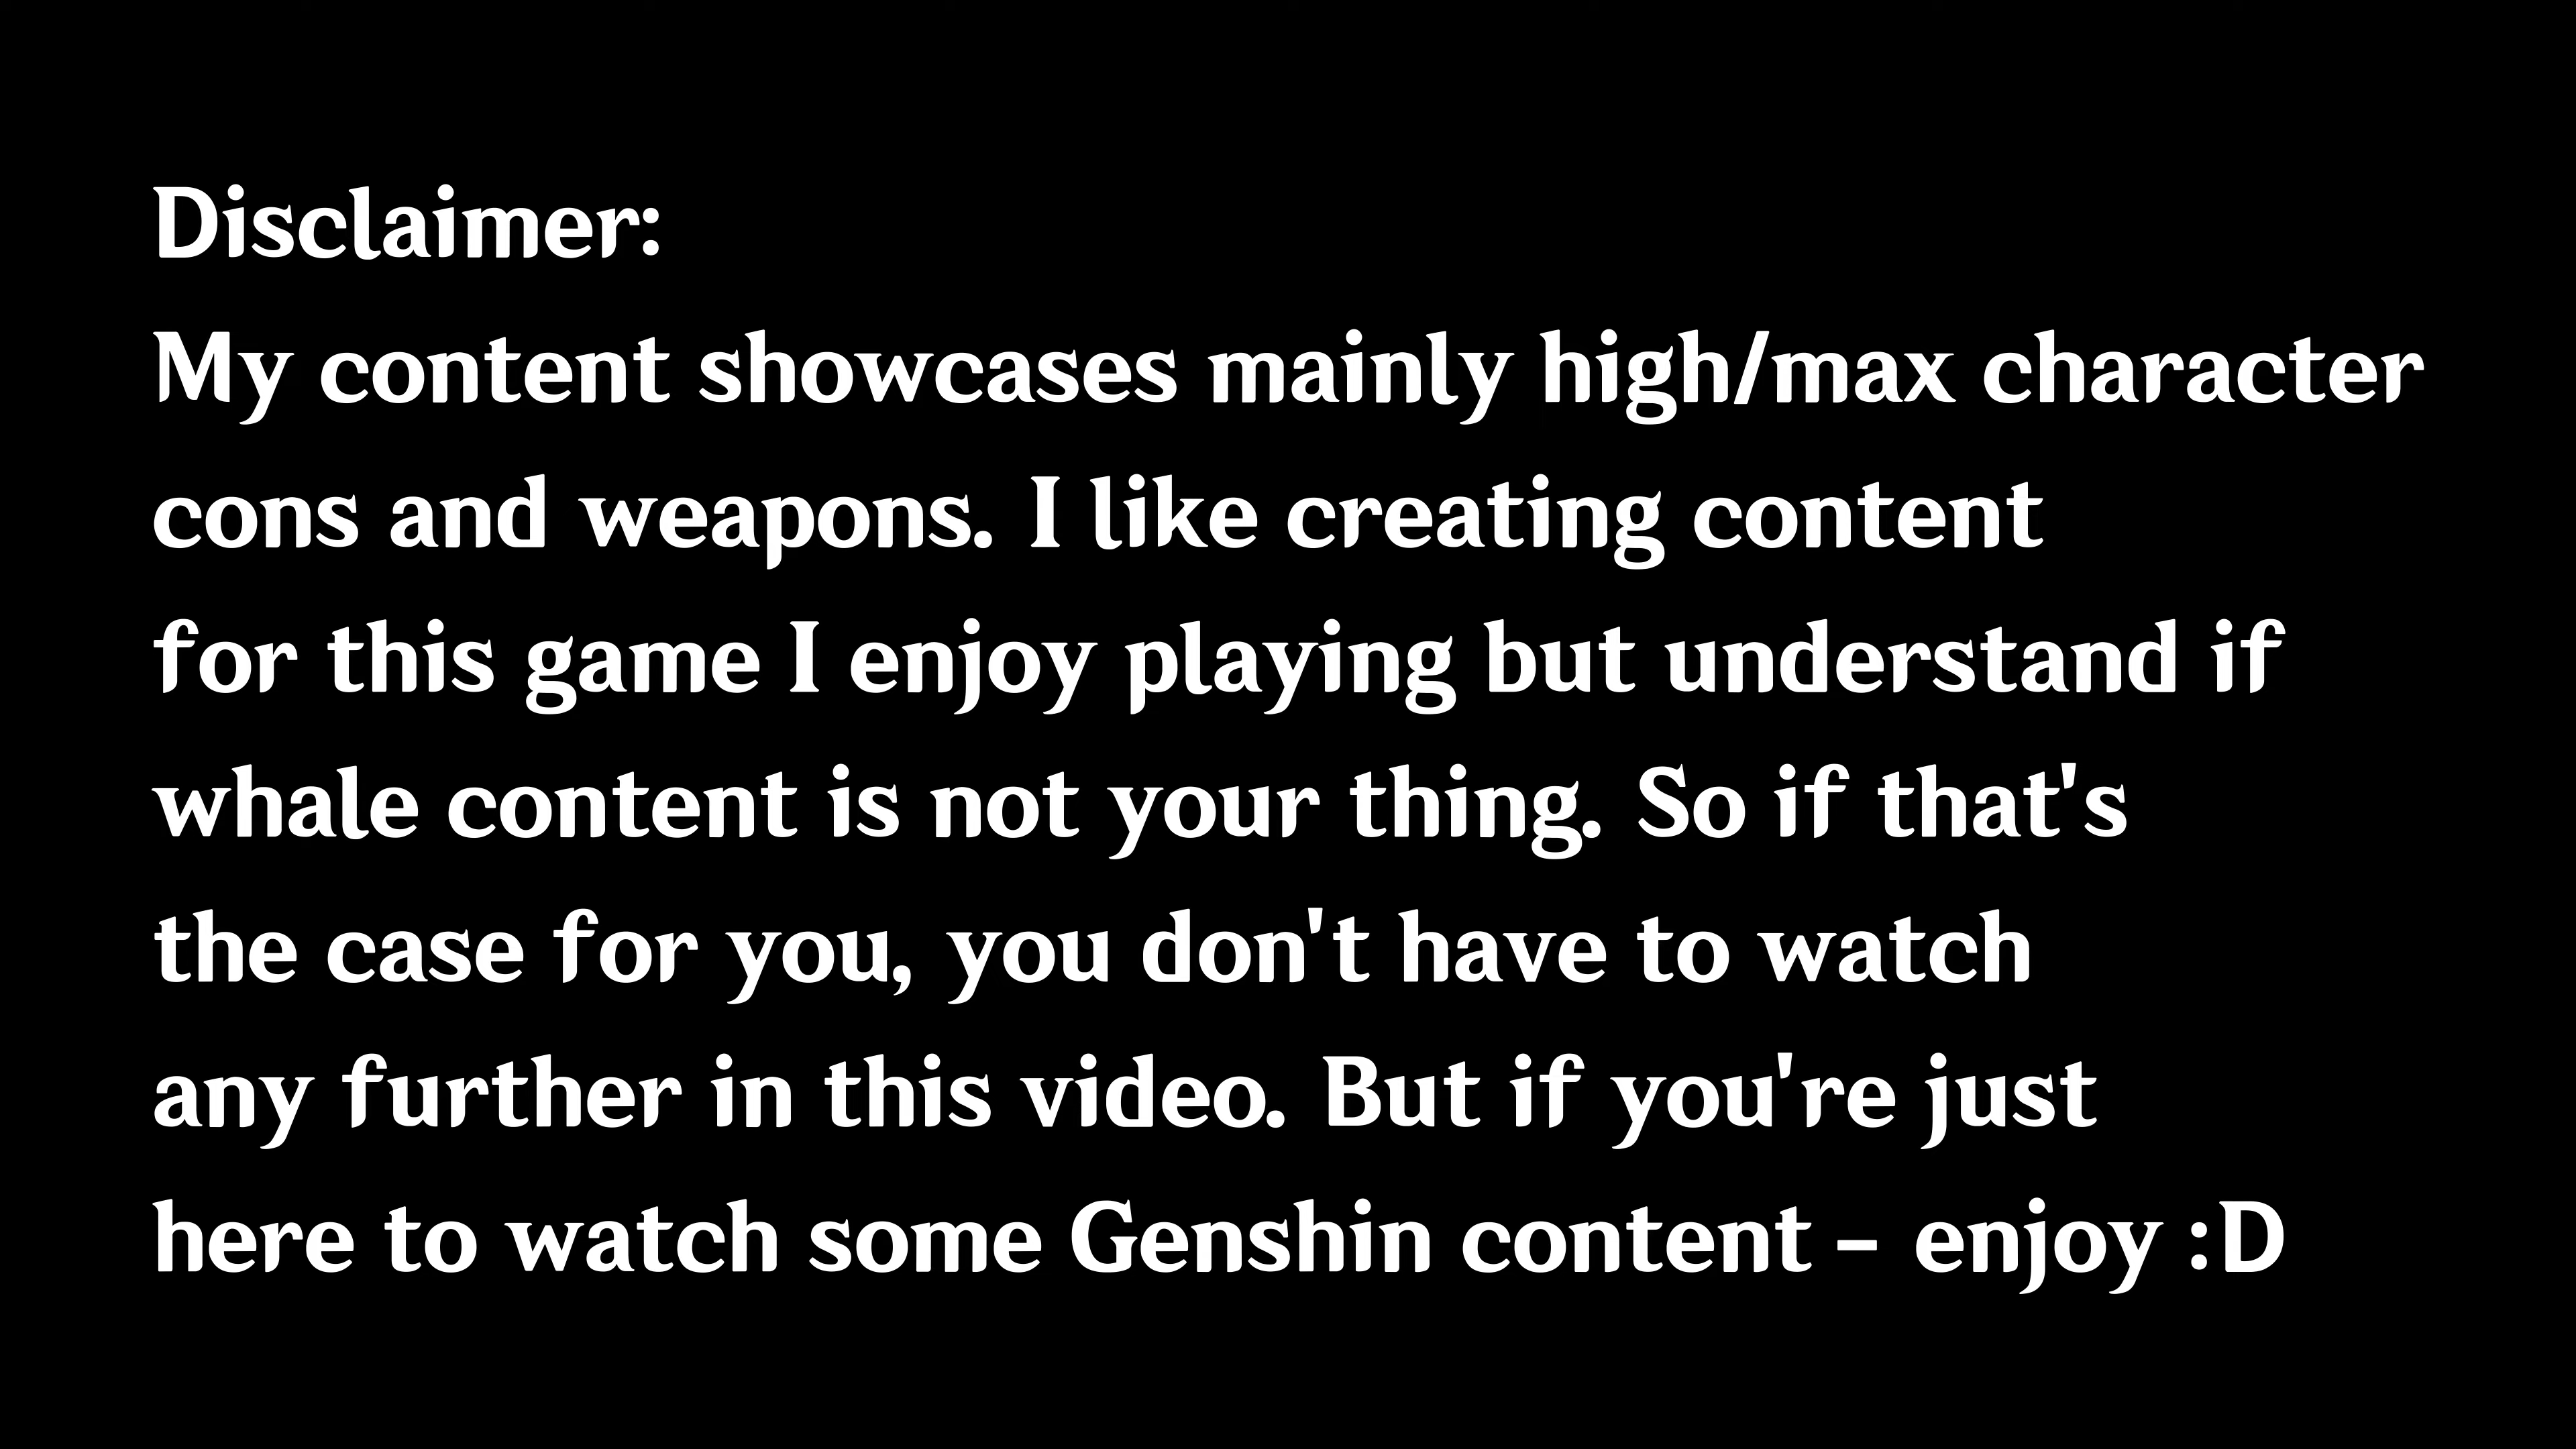 Disclaimer:
My content showcases mainly high/max character
cons and weapons. I like creating content
for this game I enjoy playing but understand if
whale content is not your thing. So if that's
the case for you, you don't have to watch
any further in this video. But if you're just
here to watch some Genshin content – enjoy :D